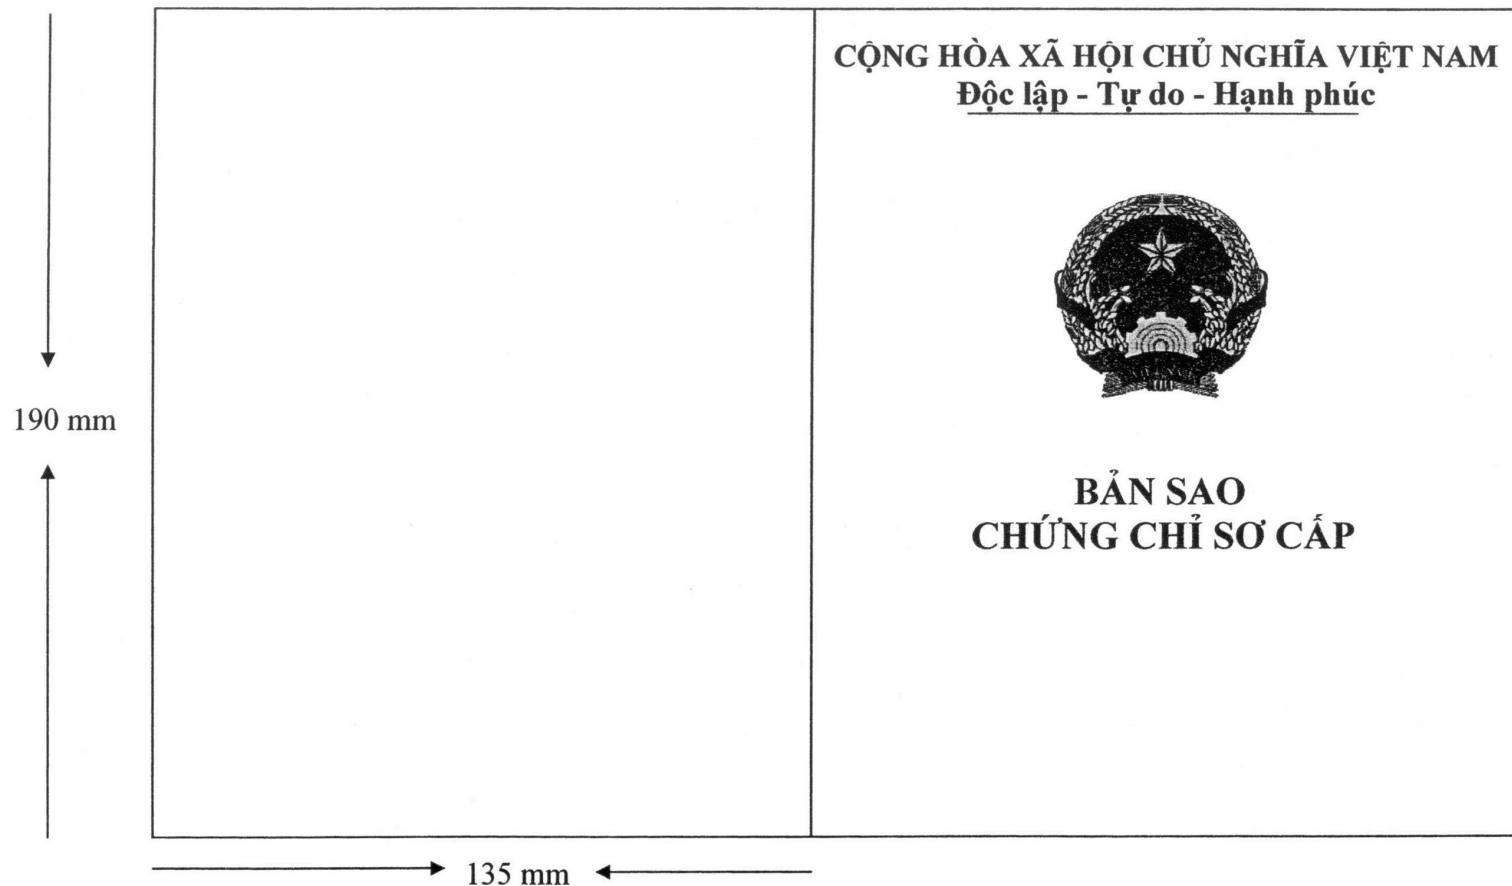 CỘNG HÒA XÃ HỘI CHỦ NGHĨA VIỆT NAM
Độc lập - Tự do - Hạnh phúc
190 mm
BẢN SAO
CHỨNG CHỈ SƠ CẤP
135 mm